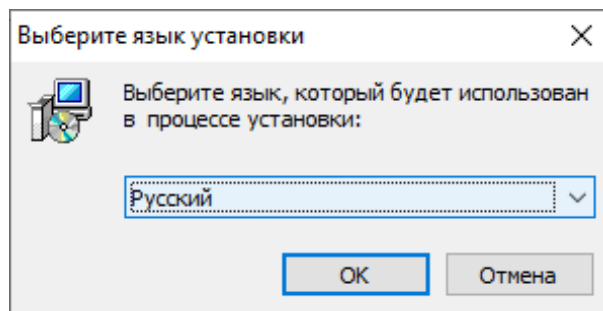 Выберите язык установки
Выберите язык, который будет использован
в процессе установки:
Русский
OK
Отмена